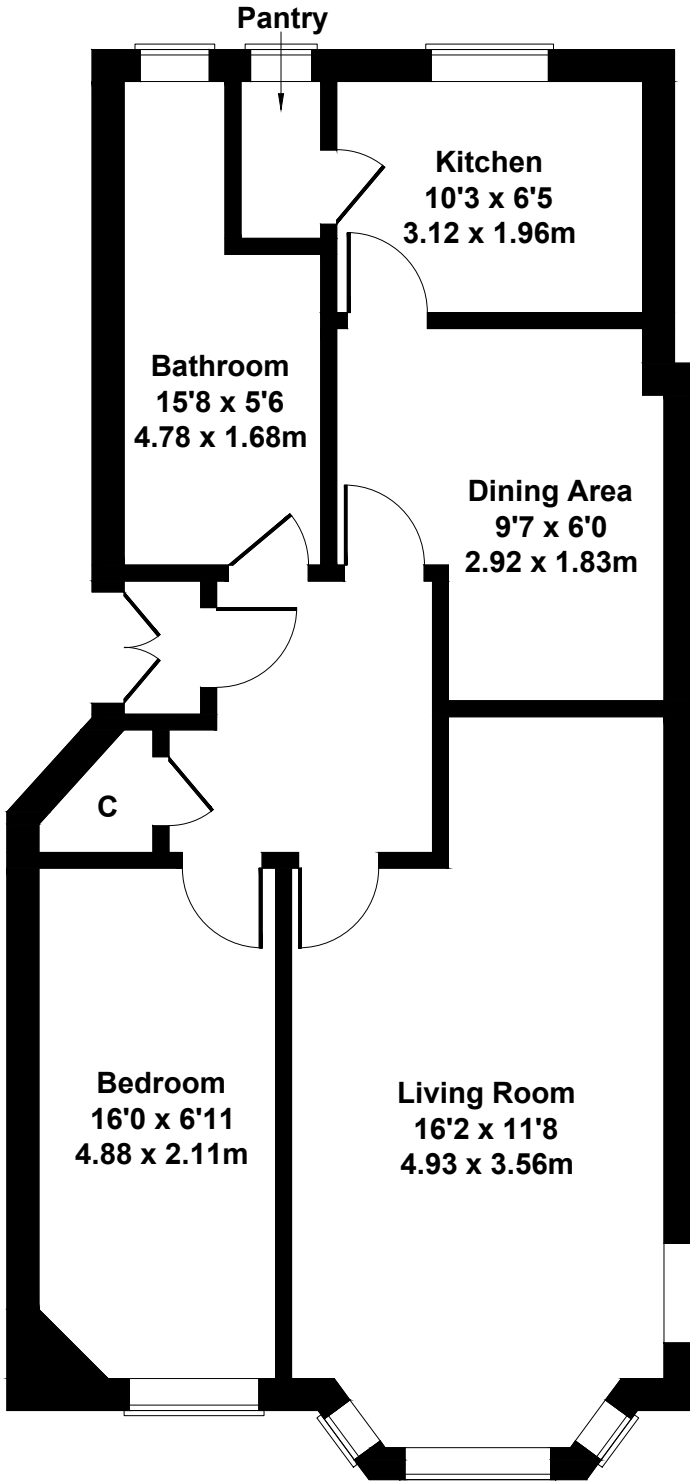 Pantry
Kitchen
10'3 x 6'5
3.12 x 1.96m
Bathroom
15'8 x 5'6
4.78 x 1.68m
Dining Area
9'7 x 6'0
2.92 x 1.83m
C
Bedroom
16'0 x 6'11
4.88 x 2.11m
Living Room
16'2 x 11'8
4.93 x 3.56m